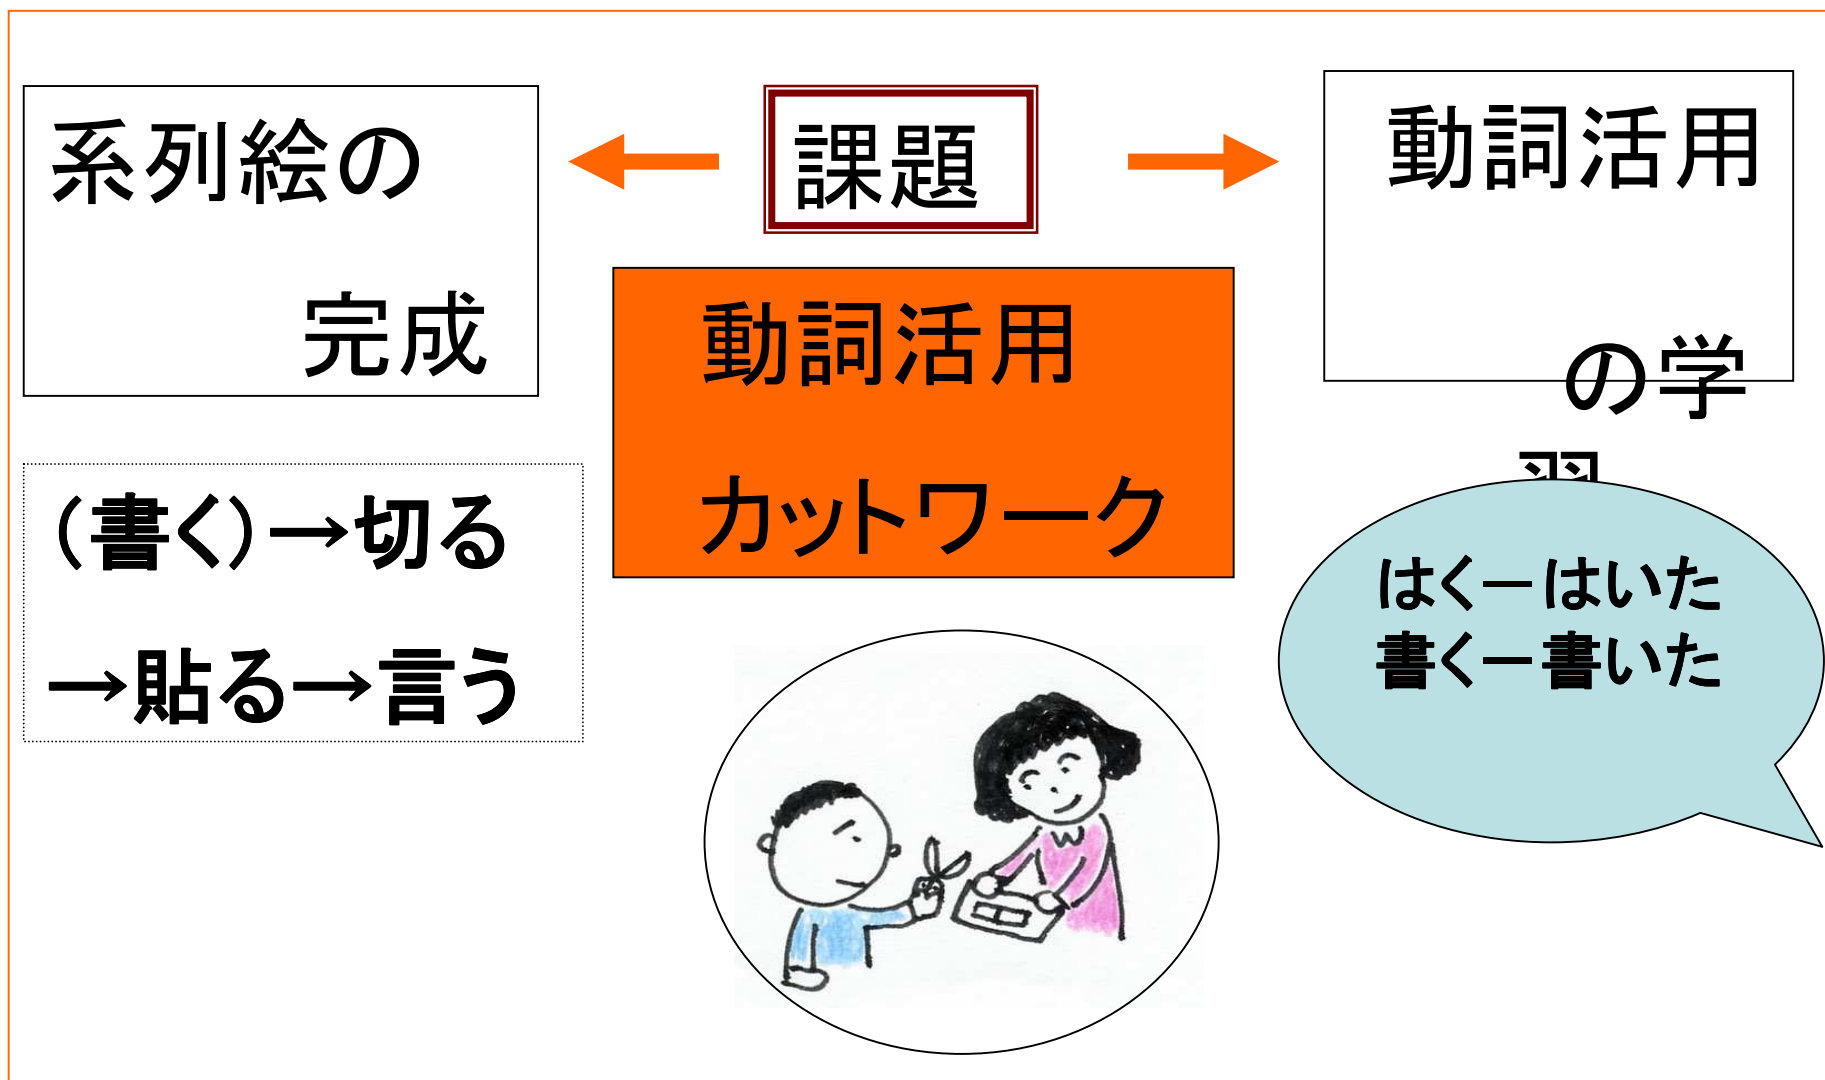 課題
系列絵の
完成
動詞活用
の学
習
動詞活用
カットワーク
（書く）→切る
→貼る→言う
はくーはいた
書くー書いた